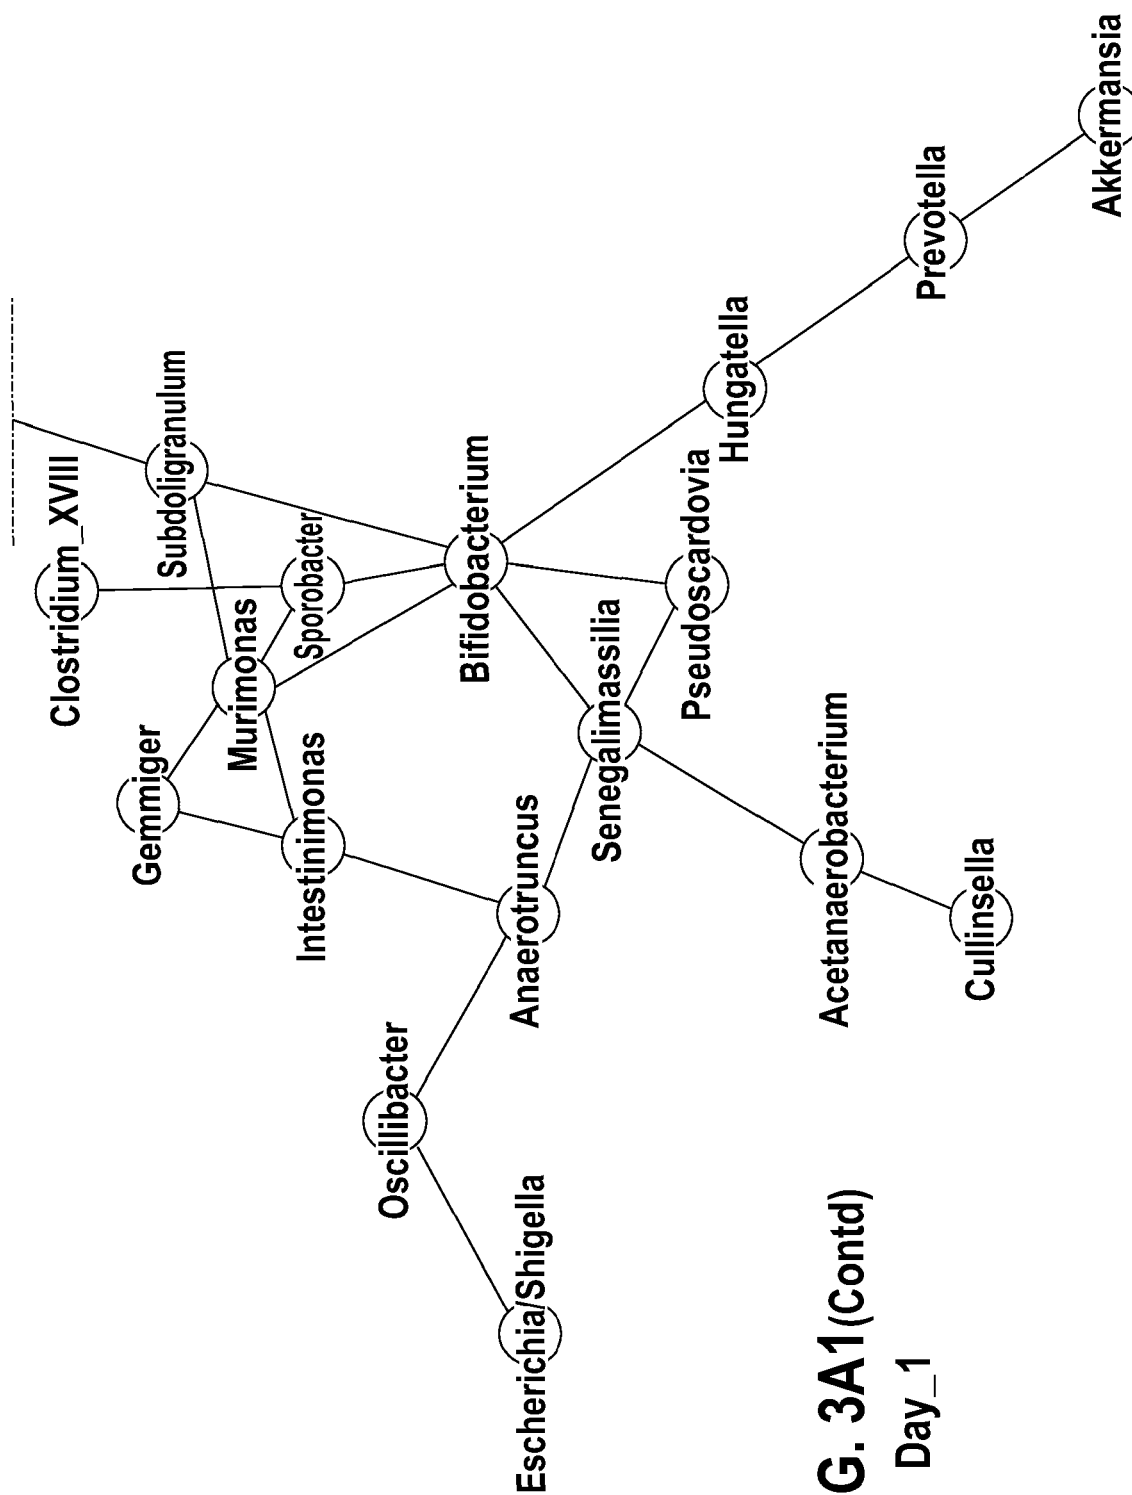 Escherichia/Shigella
Oscillibacter
Anaerotruncus
Intestinimonas
Gemmiger
Murimonas
Clostridium_XVIII
Sporobacter
Subdoligranulum
Bifidobacterium
Senegalimassilia
Pseudoscardovia
Acetanaerobacterium
Cullinsella
Hungatella
Prevotella
Akkermansia
G. 3A1(Contd)
Day_1